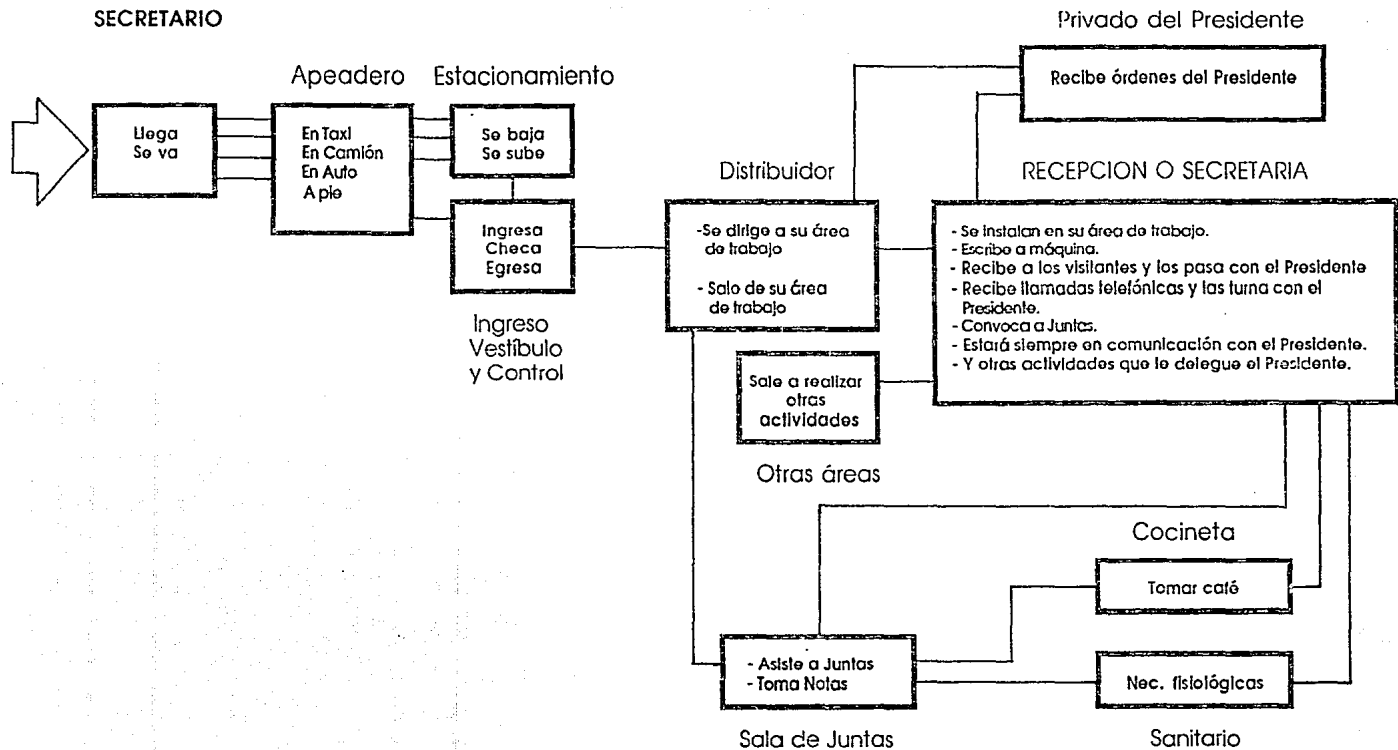 SECRETARIO
Privado del Presidente
Recibe órdenes del Presidente
Apeadero
Estacionamiento
Llega
Se va
En Taxi
En Camión
En Auto
A pie
Se baja
Se sube
Ingresa
Checa
Egresa
Ingreso
Vestíbulo
y Control
Distribuidor
-Se dirige a su área
de trabajo
- Sale de su área
de trabajo
RECEPCION O SECRETARIA
- Se instalan en su área de trabajo.
- Escribe a máquina.
- Recibe a los visitantes y los pasa con el Presidente
- Recibe llamadas telefónicas y las turna con el
Presidente.
- Convoca a Juntas.
- Estará siempre en comunicación con el Presidente.
- Y otras actividades que le delegue el Presidente.
Sale a realizar
otras
actividades
Otras áreas
Cocineta
Tomar café
- Asiste a Juntas
- Toma Notas
Sala de Juntas
Nec. fisiológicas
Sanitario